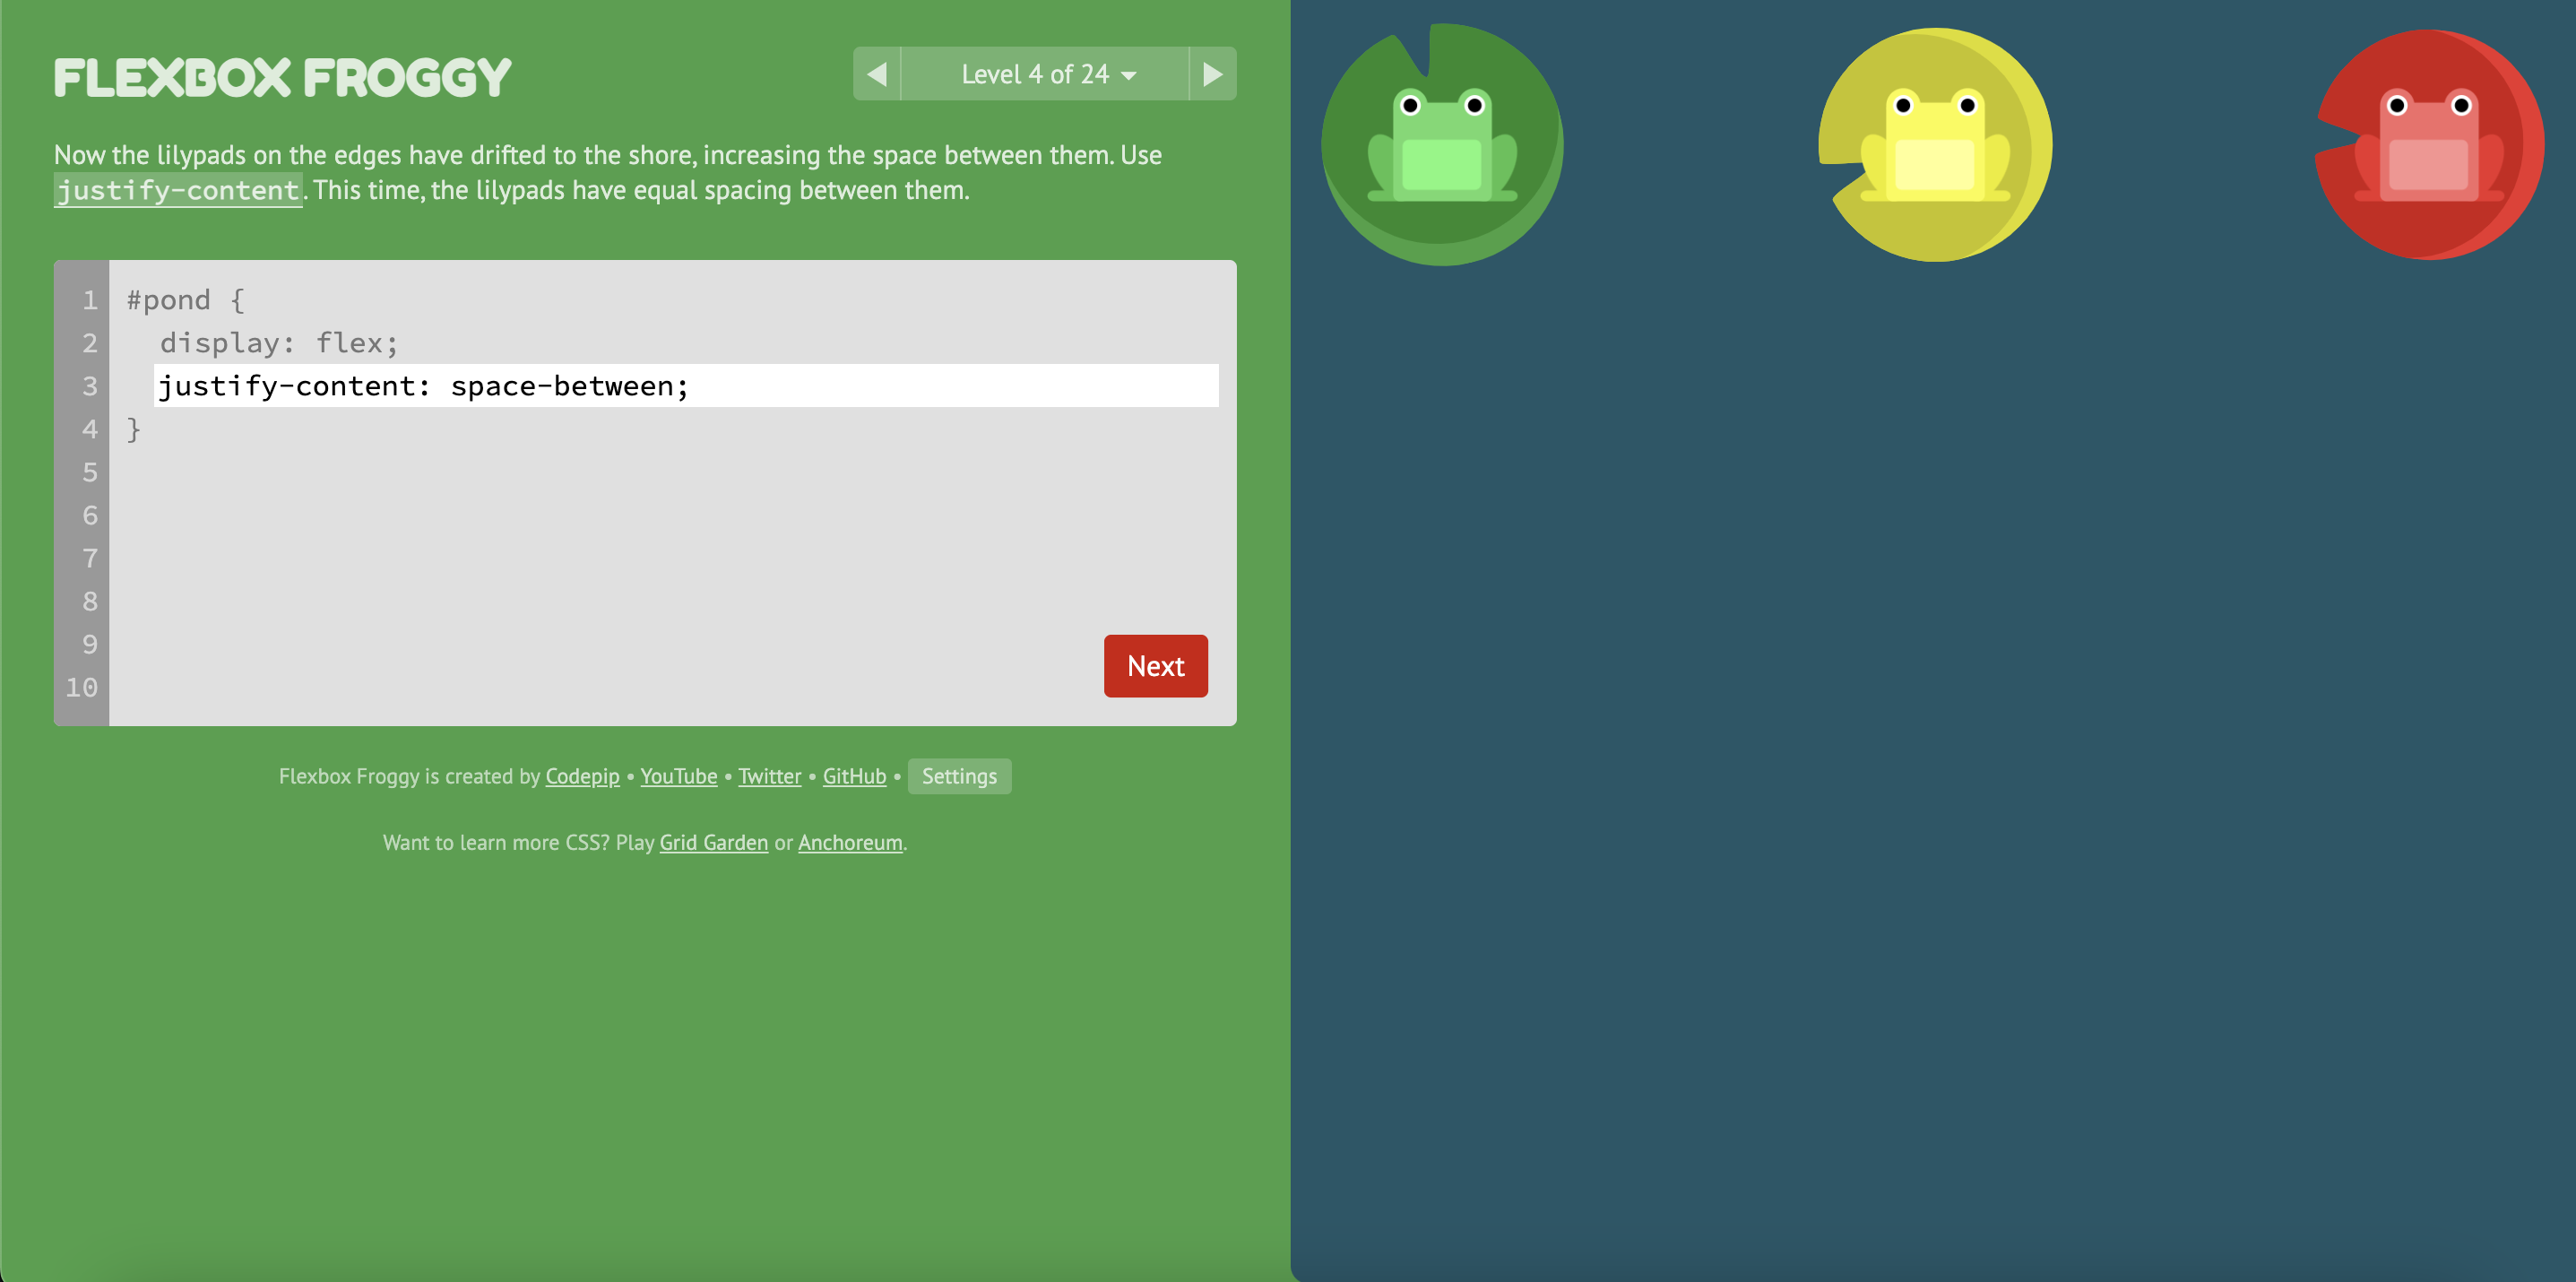 FLEXBOX FROGGY
Level 4 of 24
Now the lilypads on the edges have drifted to the shore, increasing the space between them. Use
justify-content. This time, the lilypads have equal spacing between them.
1 #pond {
2 display: flex;
3 justify-content: space-between;
4 }
5
6
7
8
9
10
Next
Flexbox Froggy is created by Codepip • YouTube • Twitter • GitHub • Settings
Want to learn more CSS? Play Grid Garden or Anchoreum.